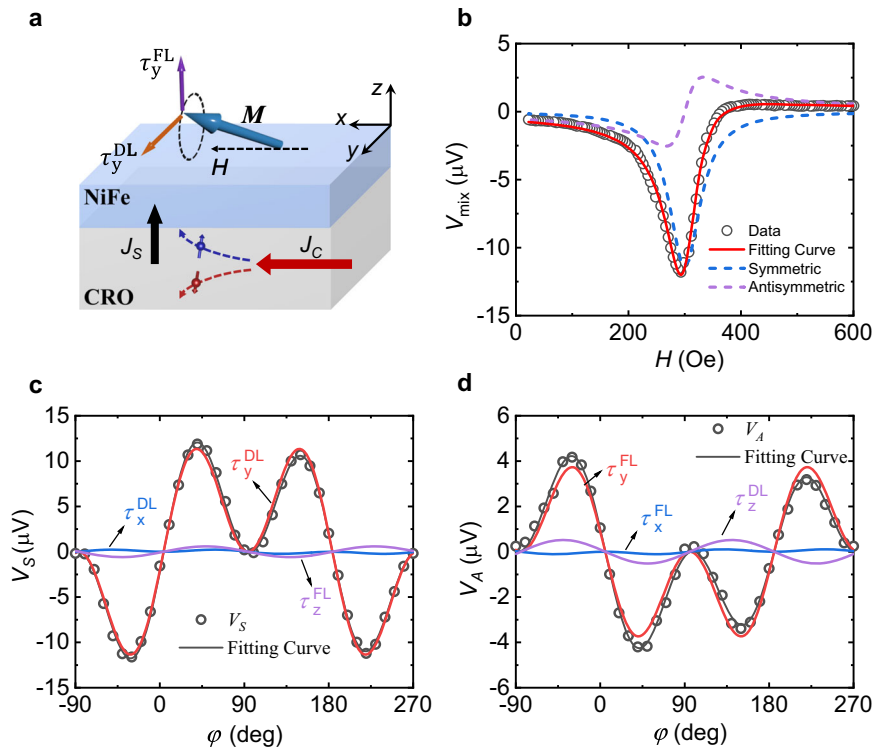 a
τ_y^FL
τ_y^DL
M
H
x
y
z
NiFe
J_S
J_C
CRO
b
V_mix (μV)
5
0
-5
-10
-15
0
200
400
600
H (Oe)
Data
Fitting Curve
Symmetric
Antisymmetric
c
V_S (μV)
15
10
5
0
-5
-10
-15
-90
0
90
180
270
φ (deg)
τ_x^DL
τ_y^DL
τ_z^FL
V_S
Fitting Curve
d
V_A (μV)
6
4
2
0
-2
-4
-6
-90
0
90
180
270
φ (deg)
V_A
Fitting Curve
τ_y^FL
τ_x^FL
τ_z^DL